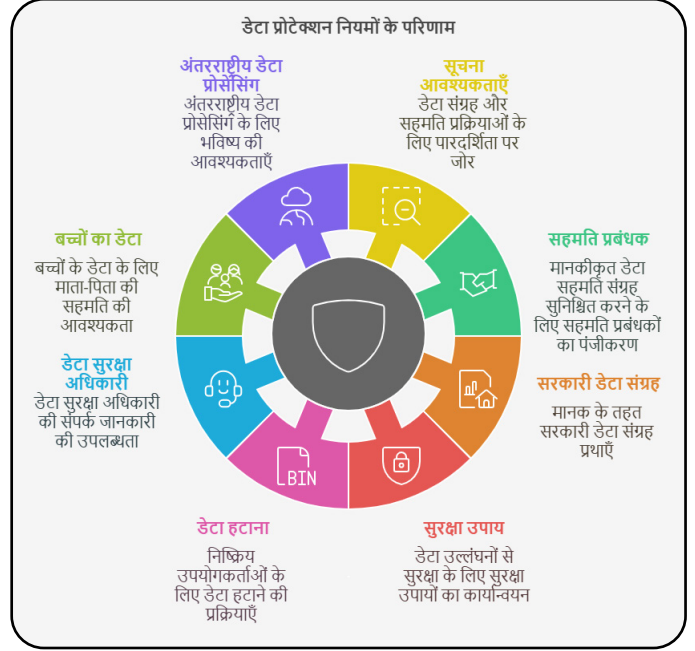 डेटा प्रोटेक्शन नियमों के परिणाम
अंतरराष्ट्रीय डेटा
प्रोसेसिंग
अंतरराष्ट्रीय डेटा
प्रोसेसिंग के लिए
भविष्य की
आवश्यकताएँ
सूचना
आवश्यकताएँ
डेटा संग्रह और
सहमति प्रक्रियाओं के
लिए पारदर्शिता पर
जोर
बच्चों का डेटा
बच्चों के डेटा के लिए
माता-पिता की
सहमति की
आवश्यकता
सहमति प्रबंधक
मानकीकृत डेटा
सहमति संग्रह
सुनिश्चित करने के
लिए सहमति प्रबंधकों
का पंजीकरण
डेटा सुरक्षा
अधिकारी
डेटा सुरक्षा अधिकारी
की संपर्क जानकारी
की उपलब्धता
सरकारी डेटा संग्रह
मानक के तहत
सरकारी डेटा संग्रह
प्रथाएँ
BIN
डेटा हटाना
निष्क्रिय
उपयोगकर्ताओं के
लिए डेटा हटाने की
प्रक्रियाएँ
सुरक्षा उपाय
डेटा उल्लंघनों से
सुरक्षा के लिए सुरक्षा
उपायों का कार्यान्वयन